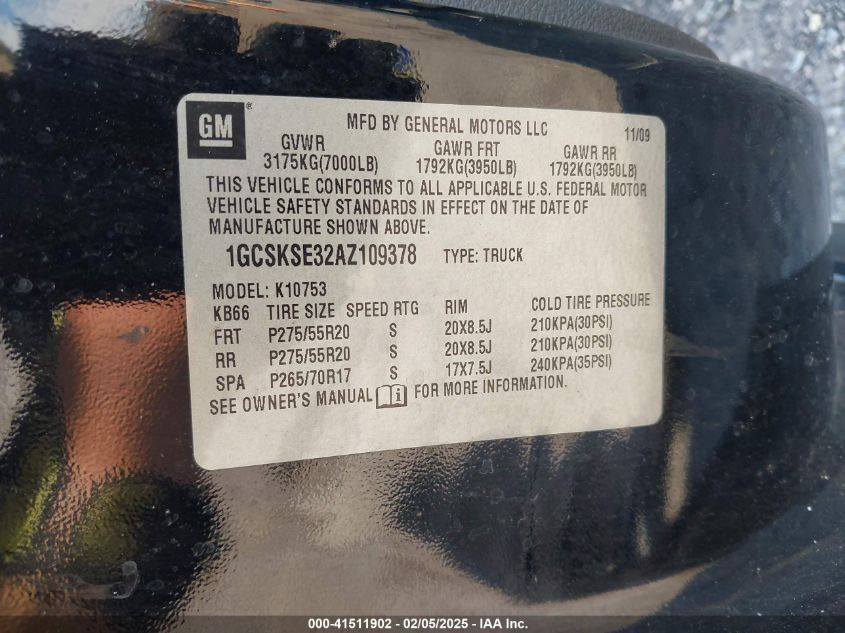 GM ® MFD BY GENERAL MOTORS LLC 11/09
GVWR GAWR FRT GAWR RR
3175KG(7000LB) 1792KG(3950LB) 1792KG(3950LB)
THIS VEHICLE CONFORMS TO ALL APPLICABLE U.S. FEDERAL MOTOR
VEHICLE SAFETY STANDARDS IN EFFECT ON THE DATE OF
MANUFACTURE SHOWN ABOVE.
1GCSKSE32AZ109378 TYPE: TRUCK
MODEL: K10753
KB66 TIRE SIZE SPEED RTG RIM COLD TIRE PRESSURE
FRT P275/55R20 S 20X8.5J 210KPA(30PSI)
RR P275/55R20 S 20X8.5J 210KPA(30PSI)
SPA P265/70R17 S 17X7.5J 240KPA(35PSI)
SEE OWNER'S MANUAL i FOR MORE INFORMATION.
000-41511902 - 02/05/2025 - IAA Services, Inc.